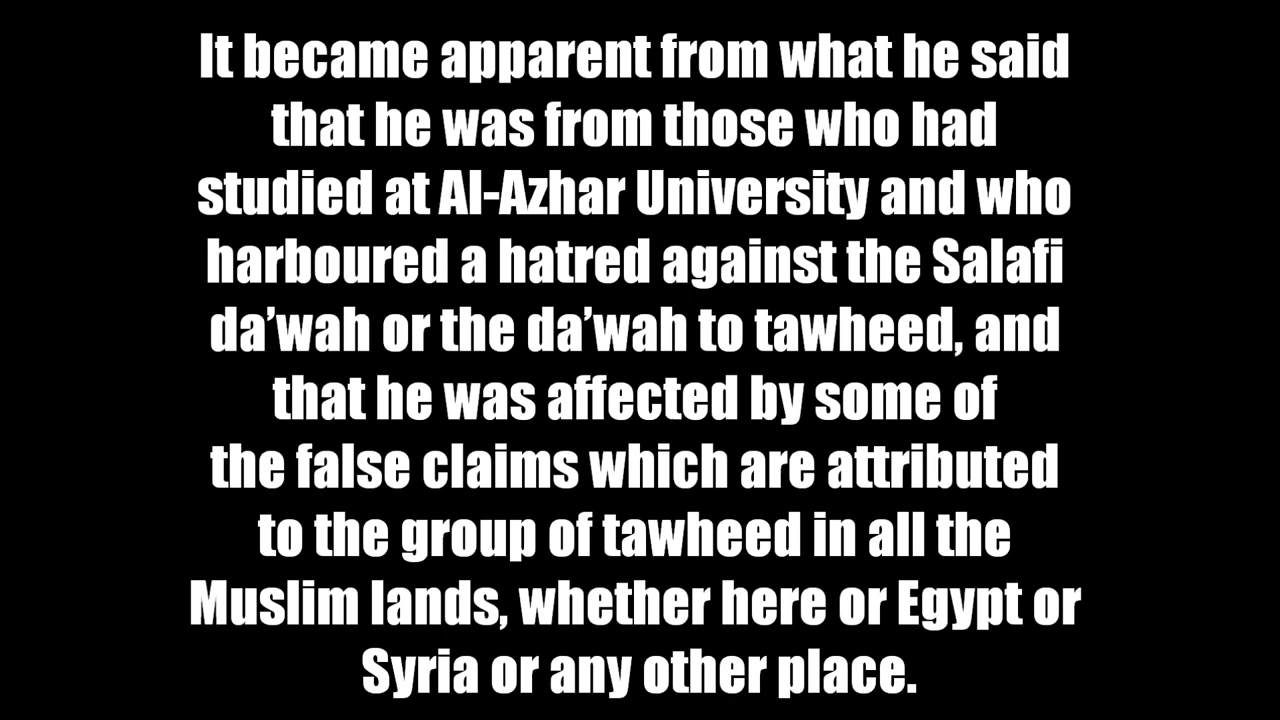 It became apparent from what he said
that he was from those who had
studied at Al-Azhar University and who
harboured a hatred against the Salafi
da’wah or the da’wah to tawheed, and
that he was affected by some of
the false claims which are attributed
to the group of tawheed in all the
Muslim lands, whether here or Egypt or
Syria or any other place.